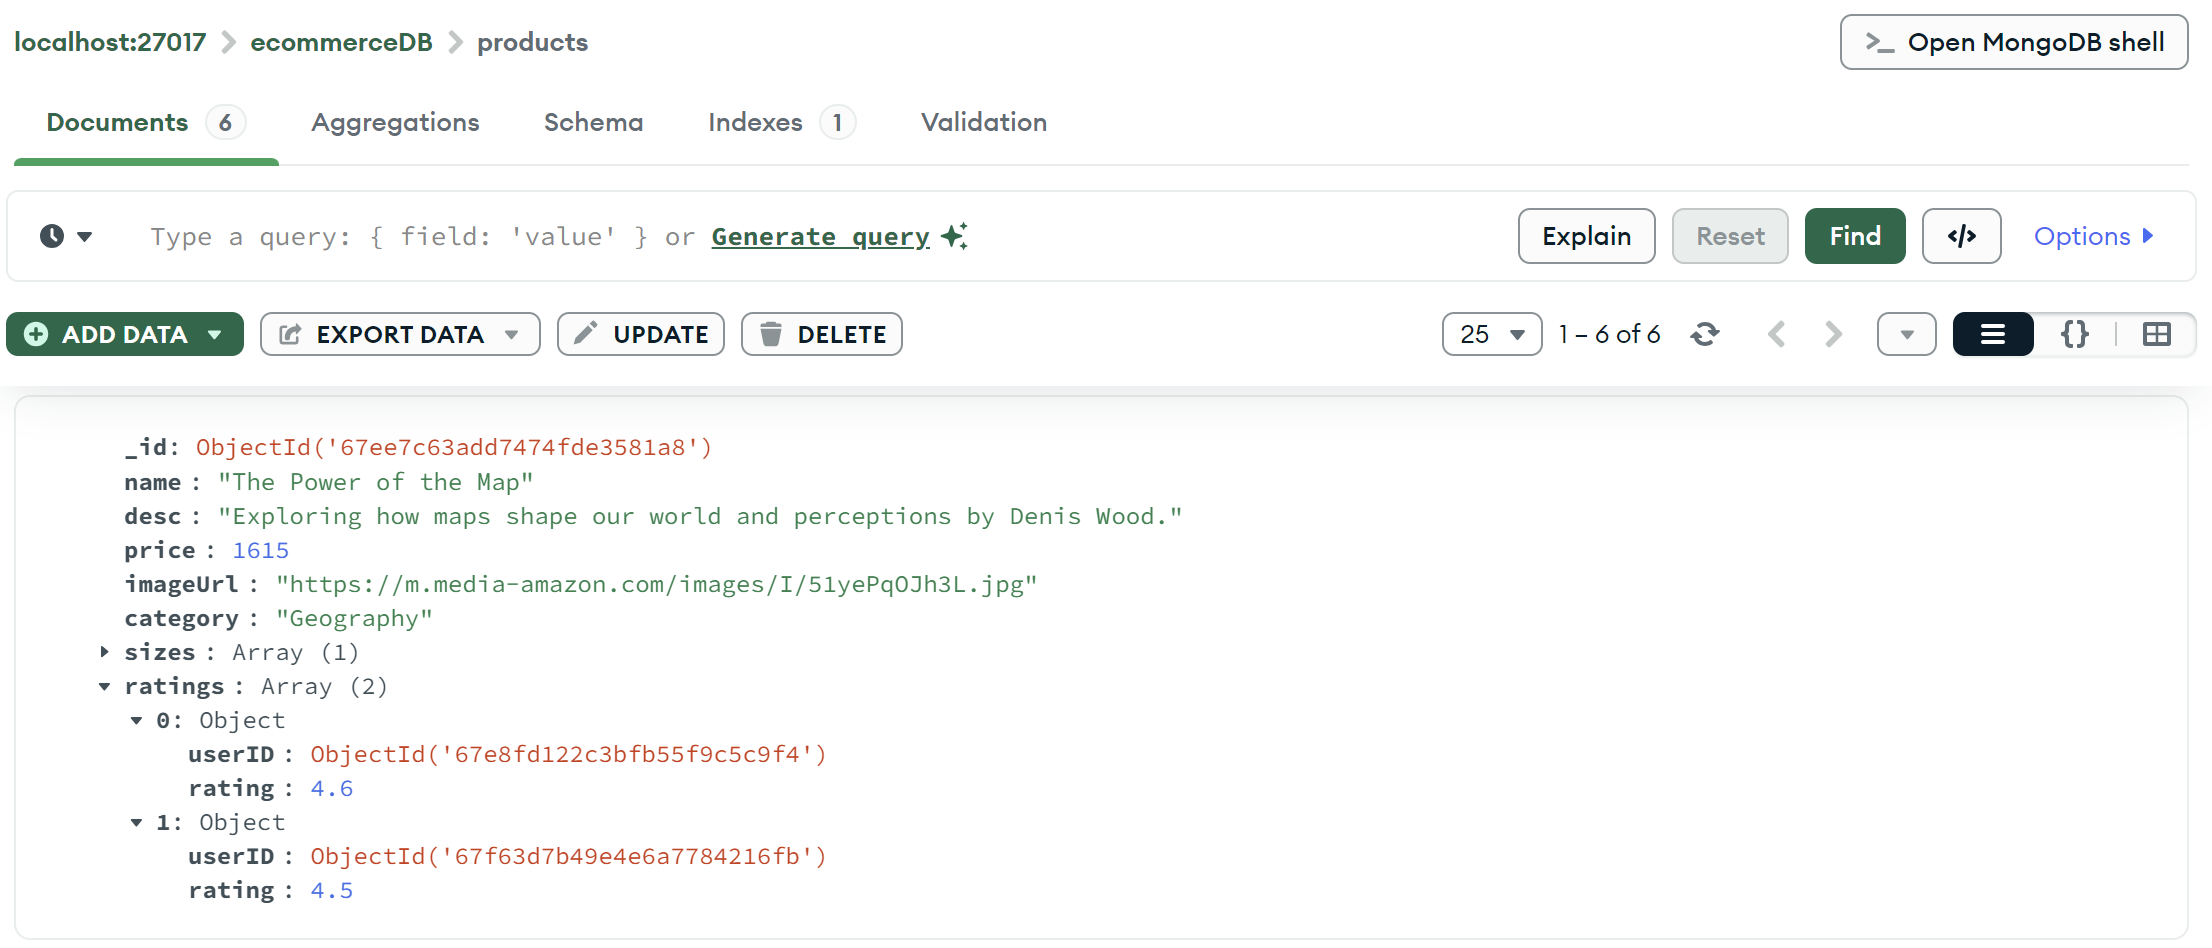 localhost:27017 > ecommerceDB > products
>_ Open MongoDB shell
Documents 6 Aggregations Schema Indexes 1 Validation
Type a query: { field: 'value' } or Generate query
Explain Reset Find </> Options
ADD DATA EXPORT DATA UPDATE DELETE
25 1 – 6 of 6 {}
_id: ObjectId('67ee7c63add7474fde3581a8')
name : "The Power of the Map"
desc : "Exploring how maps shape our world and perceptions by Denis Wood."
price : 1615
imageUrl : "https://m.media-amazon.com/images/I/51yePqOJh3L.jpg"
category : "Geography"
sizes : Array (1)
ratings : Array (2)
0: Object
userID : ObjectId('67e8fd122c3bfb55f9c5c9f4')
rating : 4.6
1: Object
userID : ObjectId('67f63d7b49e4e6a7784216fb')
rating : 4.5